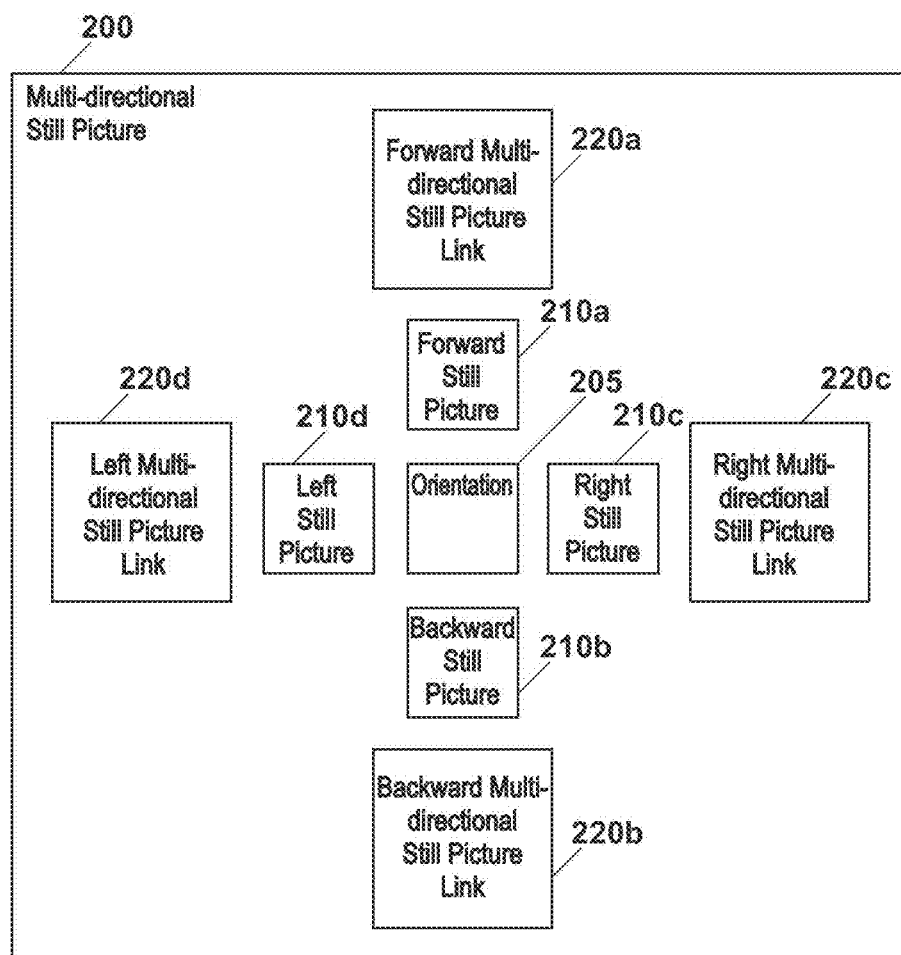 200
Multi-directional
Still Picture
Forward Multi-
directional
Still Picture
Link
220a
210a
Forward
Still
Picture
220d
205
220c
210d
210c
Left Multi-
directional
Still Picture
Link
Left
Still
Picture
Orientation
Right
Still
Picture
Right Multi-
directional
Still Picture
Link
Backward
Still
Picture
210b
Backward Multi-
directional
Still Picture
Link
220b